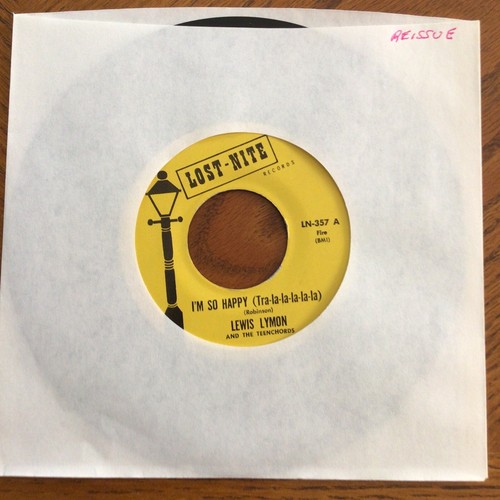 REISSUE
LOST-NITE
RECORDS
LN-357 A
Fire
(BMI)
I'M SO HAPPY (Tra-la-la-la-la-la)
(Robinson)
LEWIS LYMON
AND THE TEENCHORDS